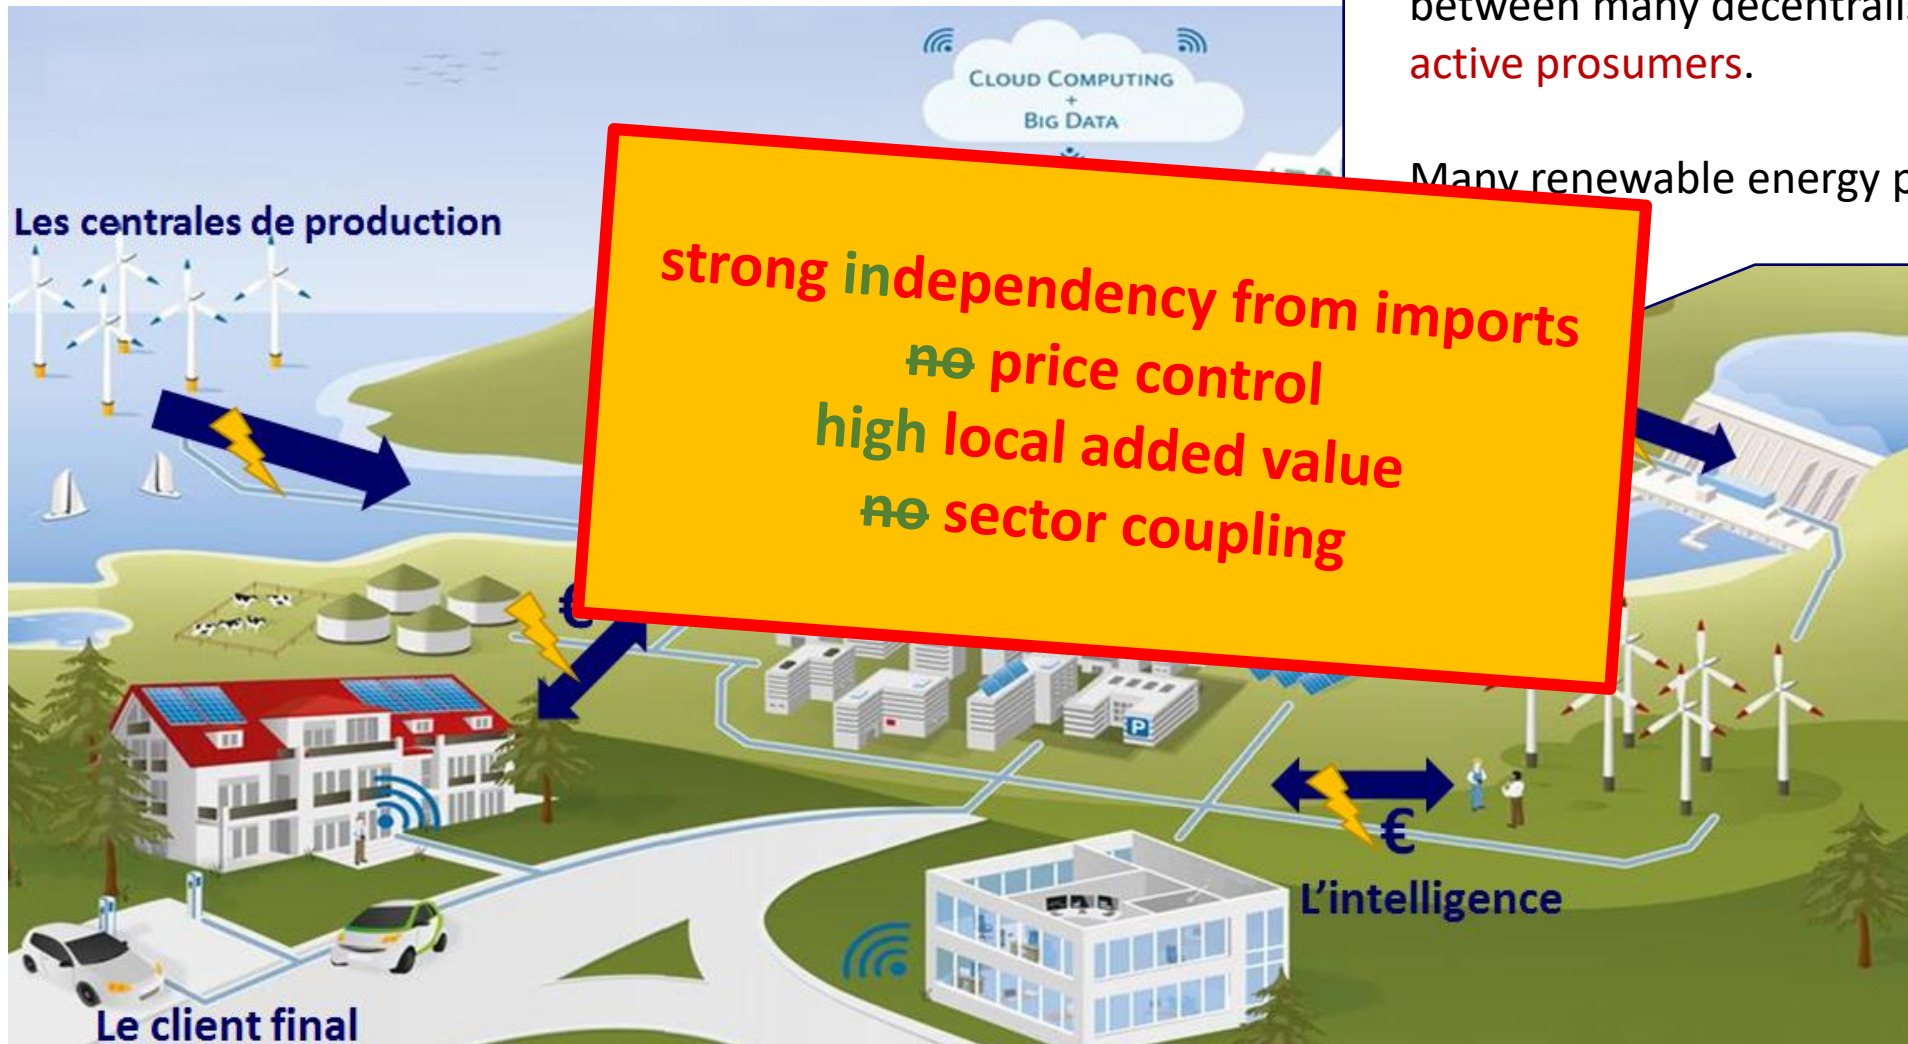 between many decentralis
active prosumers.
Many renewable energy p
CLOUD COMPUTING
+
BIG DATA
Les centrales de production
strong independency from imports
no price control
high local added value
no sector coupling
€
P
€
L'intelligence
Le client final